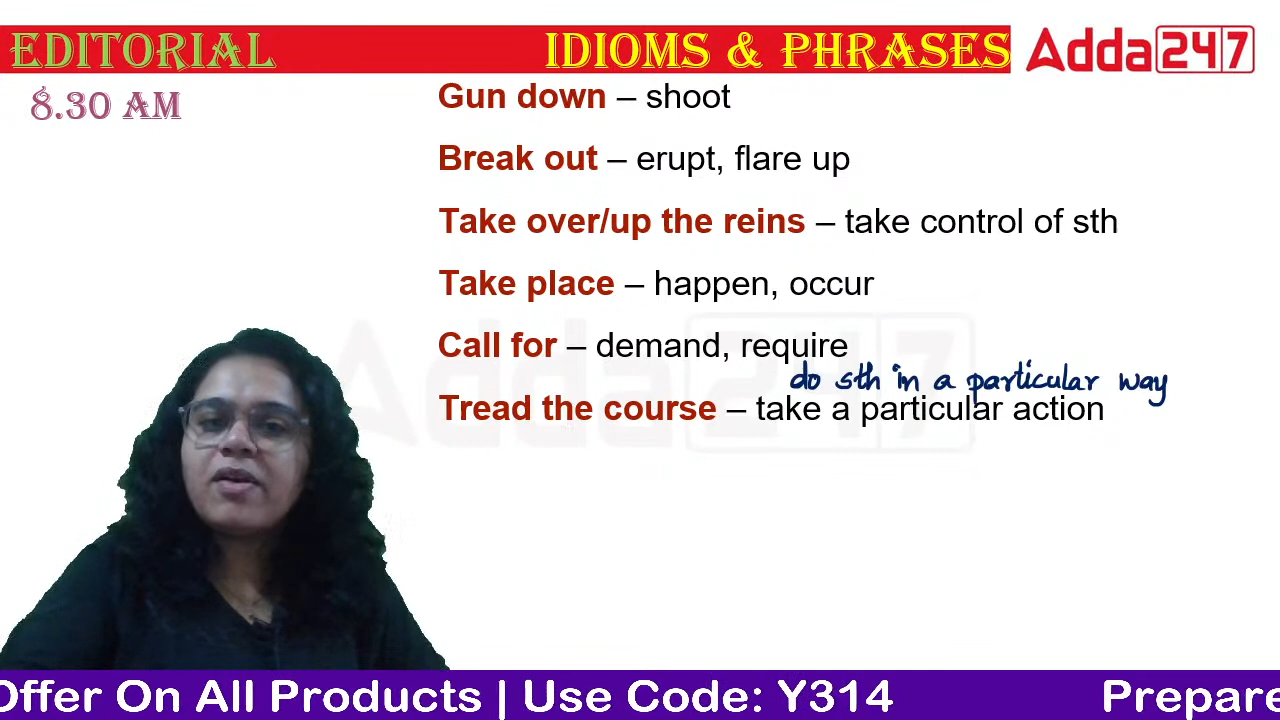 EDITORIAL
IDIOMS & PHRASES
Adda247
8.30 AM
Gun down – shoot
Break out – erupt, flare up
Take over/up the reins – take control of sth
Take place – happen, occur
Call for – demand, require
do sth in a particular way
Tread the course – take a particular action
Adda247
Offer On All Products | Use Code: Y314
Prepare